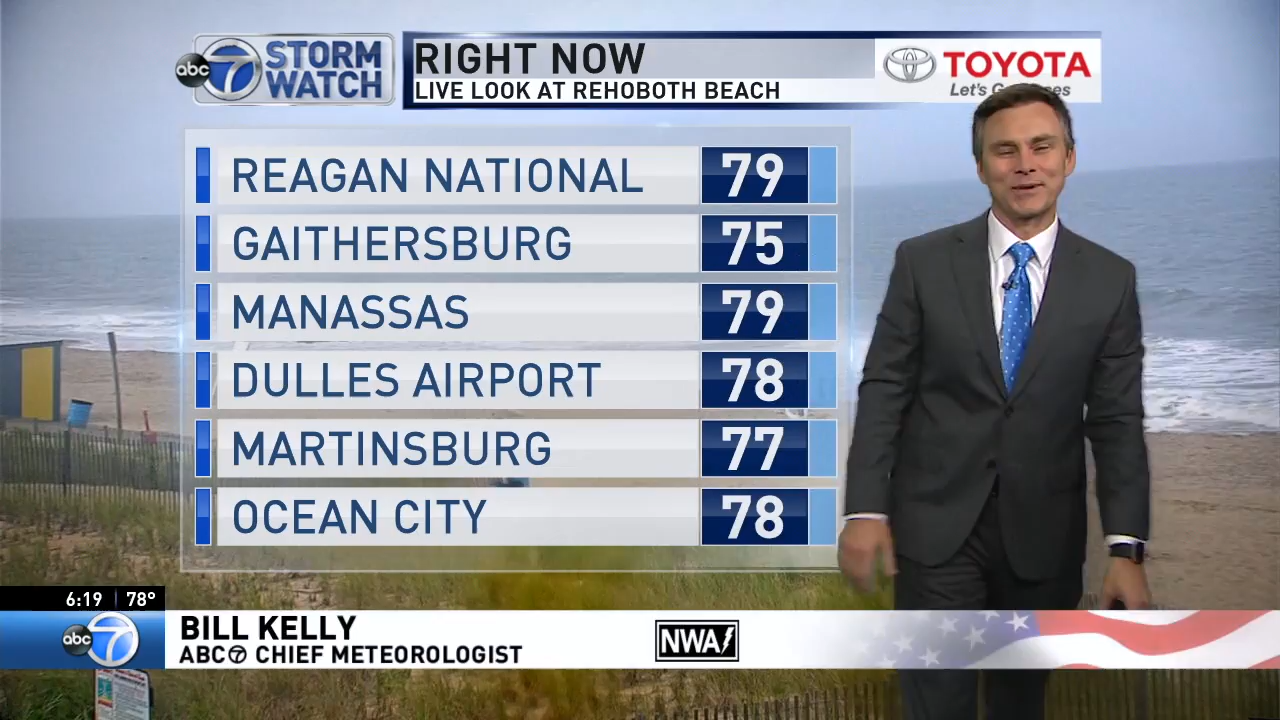 abc 7 STORM WATCH
RIGHT NOW
LIVE LOOK AT REHOBOTH BEACH
TOYOTA
Let's
REAGAN NATIONAL 79
GAITHERSBURG 75
MANASSAS 79
DULLES AIRPORT 78
MARTINSBURG 77
OCEAN CITY 78
6:19 78°
abc 7
BILL KELLY
ABC7 CHIEF METEOROLOGIST
NWA